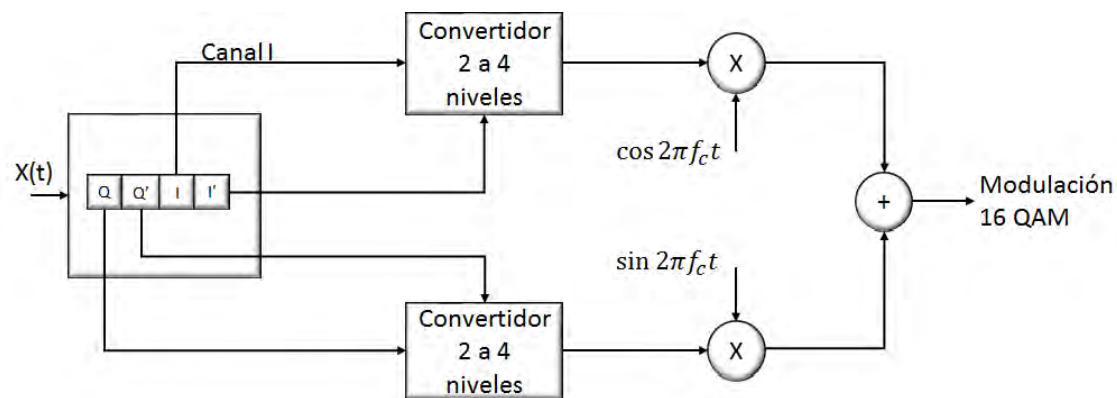 Canal I
Convertidor
2 a 4
niveles
X
cos 2πf_c t
X(t)
Q Q' I I'
+
Modulación
16 QAM
sin 2πf_c t
Convertidor
2 a 4
niveles
X